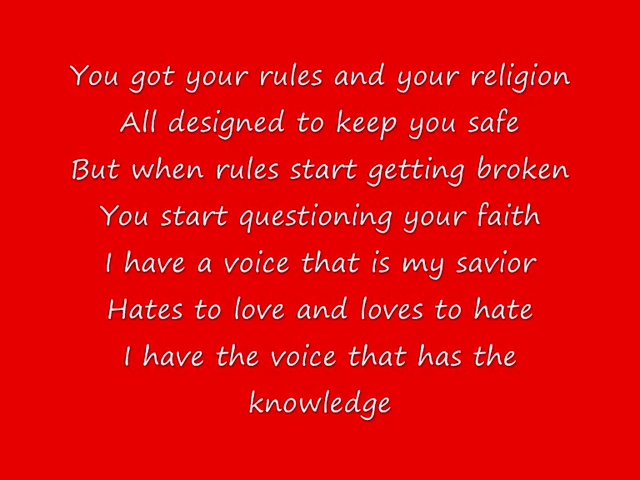 You got your rules and your religion
All designed to keep you safe
But when rules start getting broken
You start questioning your faith
I have a voice that is my savior
Hates to love and loves to hate
I have the voice that has the
knowledge